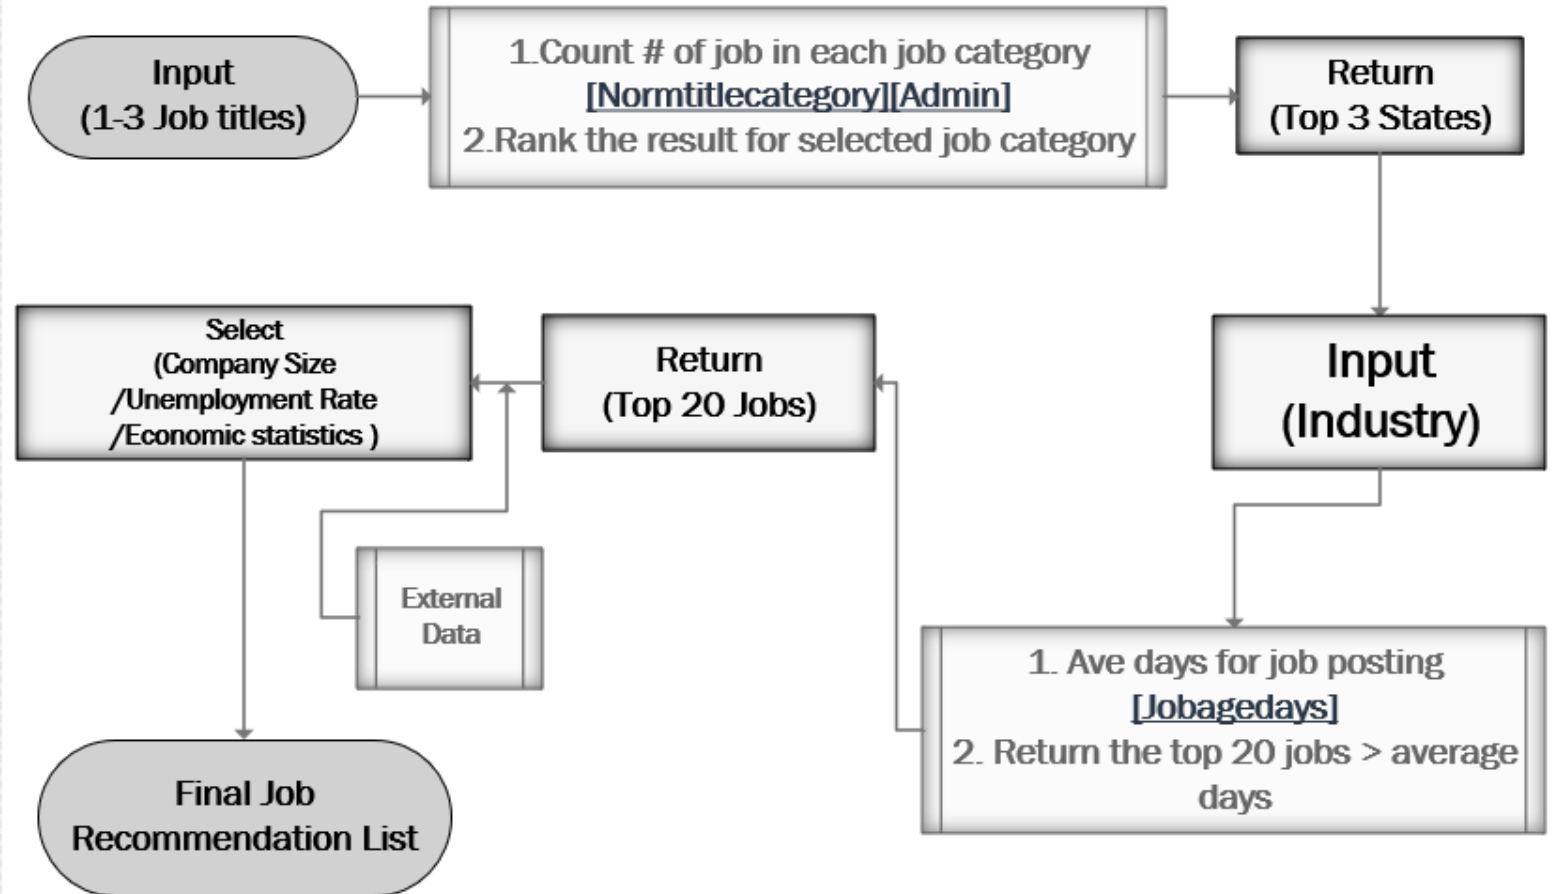 Input
(1-3 Job titles)
1.Count # of job in each job category
[Normtitlecategory][Admin]
2.Rank the result for selected job category
Return
(Top 3 States)
Input
(Industry)
1. Ave days for job posting
[Jobagedays]
2. Return the top 20 jobs > average
days
Return
(Top 20 Jobs)
External
Data
Select
(Company Size
/Unemployment Rate
/Economic statistics )
Final Job
Recommendation List